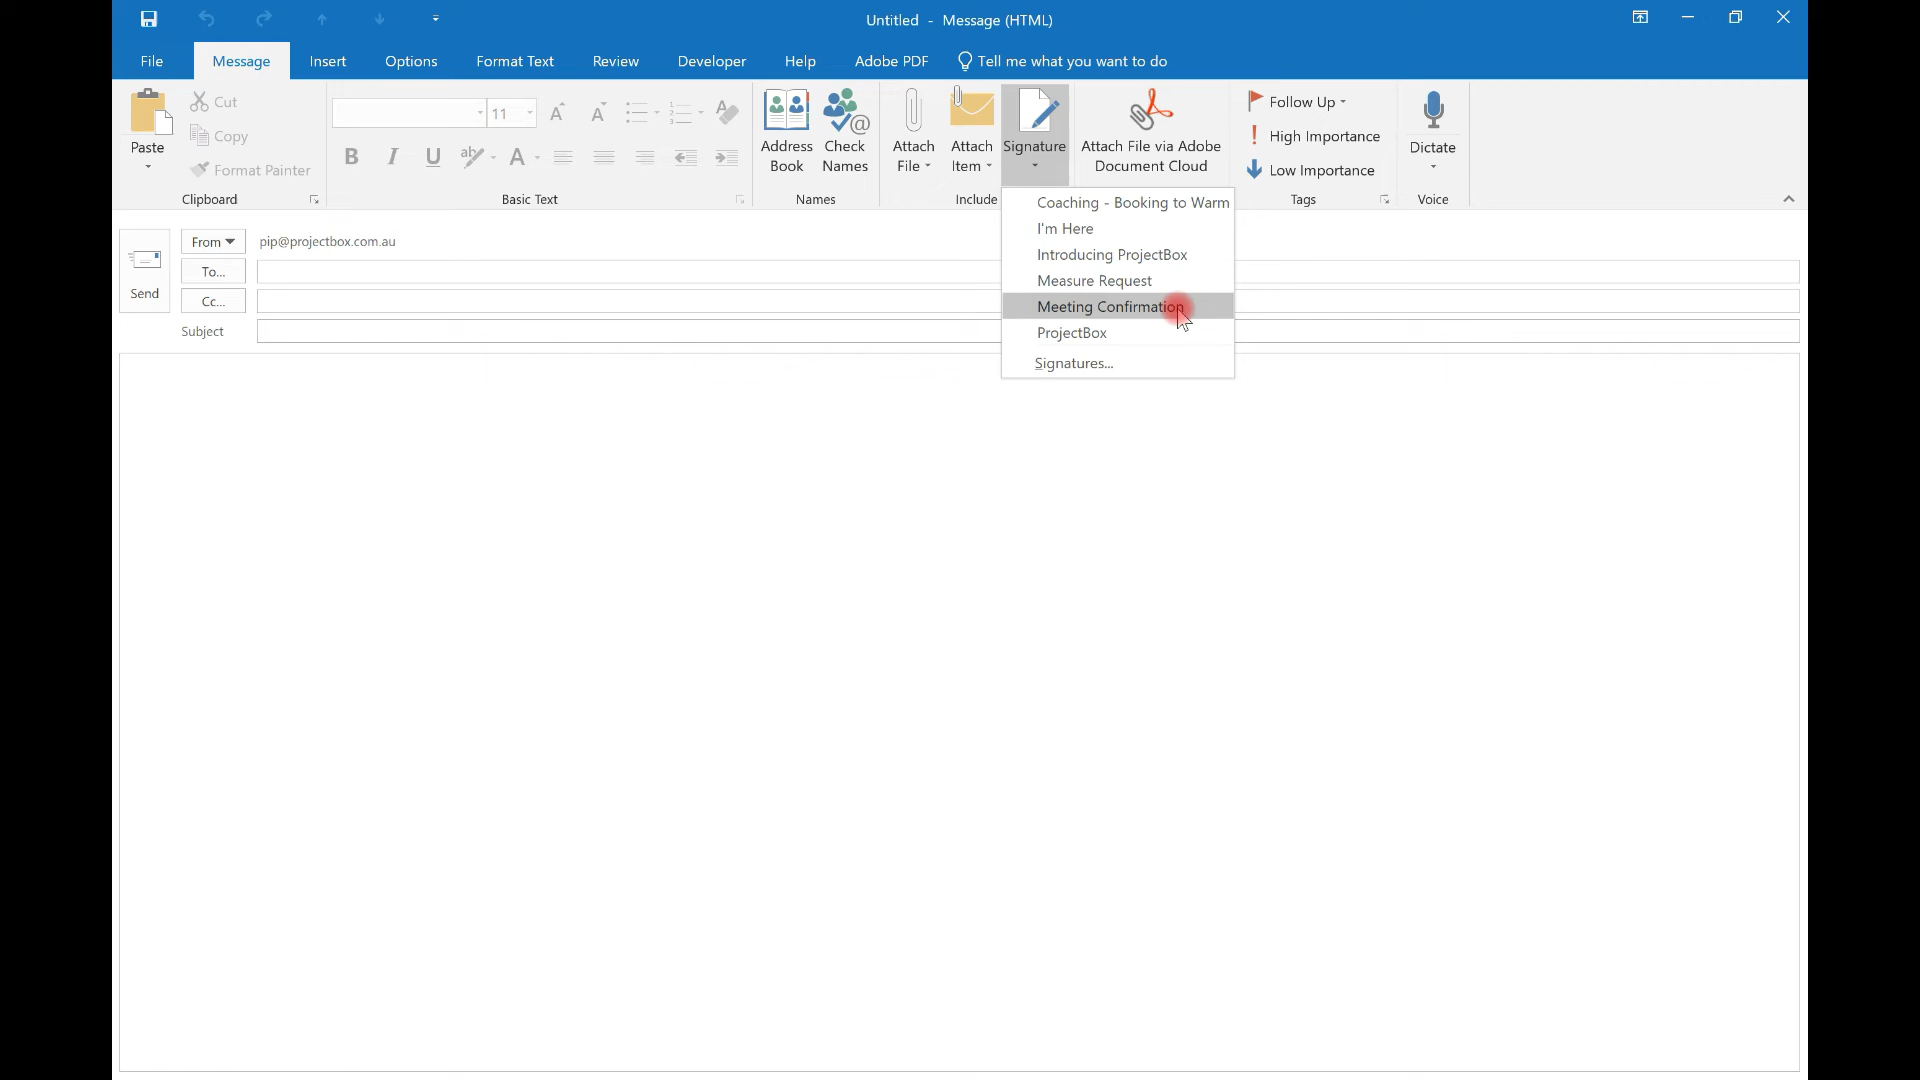 Untitled - Message (HTML)
File Message Insert Options Format Text Review Developer Help Adobe PDF Tell me what you want to do
Paste
Cut
Copy
Format Painter
Clipboard
11
B I U ab A
Basic Text
Address Book
Check Names
Names
Attach File
Attach Item
Signature
Include
Attach File via Adobe Document Cloud
Follow Up
High Importance
Low Importance
Tags
Dictate
Voice
Coaching - Booking to Warm
I'm Here
Introducing ProjectBox
Measure Request
Meeting Confirmation
ProjectBox
Signatures...
Send
From pip@projectbox.com.au
To...
Cc...
Subject